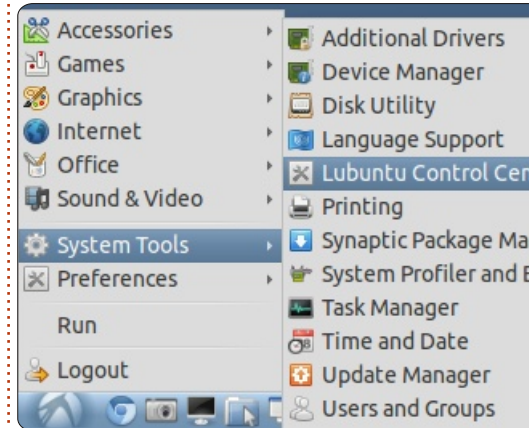 Accessories
Games
Graphics
Internet
Office
Sound & Video
System Tools
Preferences
Run
Logout
Additional Drivers
Device Manager
Disk Utility
Language Support
Lubuntu Control Cen
Printing
Synaptic Package Ma
System Profiler and
Task Manager
Time and Date
Update Manager
Users and Groups